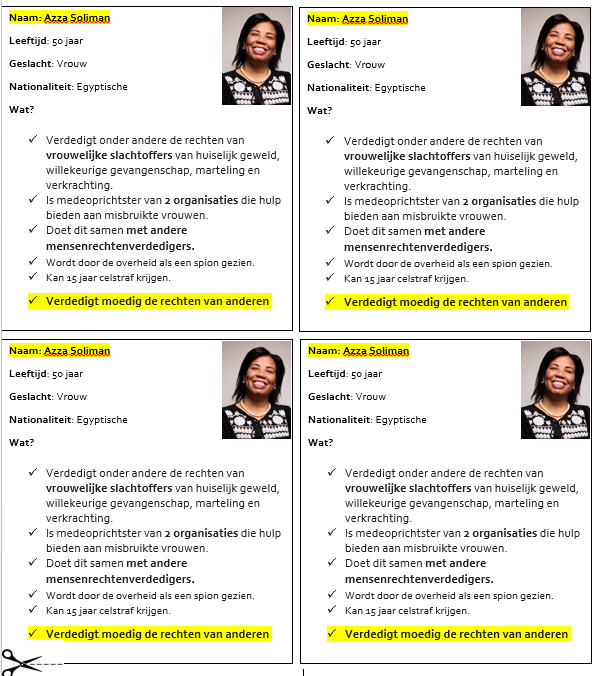 Naam: Azza Soliman
Leeftijd: 50 jaar
Geslacht: Vrouw
Nationaliteit: Egyptische
Wat?
✓ Verdedigt onder andere de rechten van
vrouwelijke slachtoffers van huiselijk geweld,
willekeurige gevangenschap, marteling en
verkrachting.
✓ Is medeoprichtster van 2 organisaties die hulp
bieden aan misbruikte vrouwen.
✓ Doet dit samen met andere
mensenrechtenverdedigers.
✓ Wordt door de overheid als een spion gezien.
✓ Kan 15 jaar celstraf krijgen.
✓ Verdedigt moedig de rechten van anderen
Naam: Azza Soliman
Leeftijd: 50 jaar
Geslacht: Vrouw
Nationaliteit: Egyptische
Wat?
✓ Verdedigt onder andere de rechten van
vrouwelijke slachtoffers van huiselijk geweld,
willekeurige gevangenschap, marteling en
verkrachting.
✓ Is medeoprichtster van 2 organisaties die hulp
bieden aan misbruikte vrouwen.
✓ Doet dit samen met andere
mensenrechtenverdedigers.
✓ Wordt door de overheid als een spion gezien.
✓ Kan 15 jaar celstraf krijgen.
✓ Verdedigt moedig de rechten van anderen
Naam: Azza Soliman
Leeftijd: 50 jaar
Geslacht: Vrouw
Nationaliteit: Egyptische
Wat?
✓ Verdedigt onder andere de rechten van
vrouwelijke slachtoffers van huiselijk geweld,
willekeurige gevangenschap, marteling en
verkrachting.
✓ Is medeoprichtster van 2 organisaties die hulp
bieden aan misbruikte vrouwen.
✓ Doet dit samen met andere
mensenrechtenverdedigers.
✓ Wordt door de overheid als een spion gezien.
✓ Kan 15 jaar celstraf krijgen.
✓ Verdedigt moedig de rechten van anderen
Naam: Azza Soliman
Leeftijd: 50 jaar
Geslacht: Vrouw
Nationaliteit: Egyptische
Wat?
✓ Verdedigt onder andere de rechten van
vrouwelijke slachtoffers van huiselijk geweld,
willekeurige gevangenschap, marteling en
verkrachting.
✓ Is medeoprichtster van 2 organisaties die hulp
bieden aan misbruikte vrouwen.
✓ Doet dit samen met andere
mensenrechtenverdedigers.
✓ Wordt door de overheid als een spion gezien.
✓ Kan 15 jaar celstraf krijgen.
✓ Verdedigt moedig de rechten van anderen